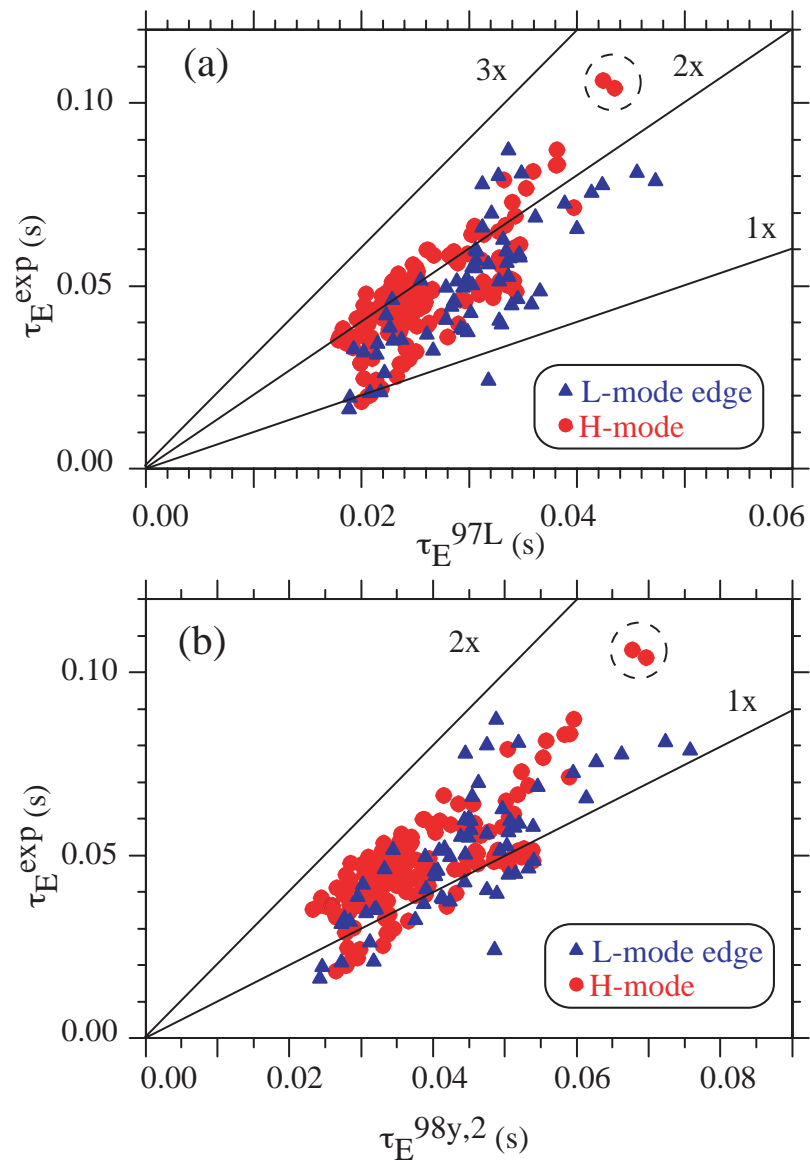 (a)
3x
2x
1x
0.10
0.05
0.00
τE^exp (s)
L-mode edge
H-mode
0.00 0.02 0.04 0.06
τE^97L (s)
(b)
2x
1x
0.10
0.05
0.00
τE^exp (s)
L-mode edge
H-mode
0.00 0.02 0.04 0.06 0.08
τE^98y,2 (s)